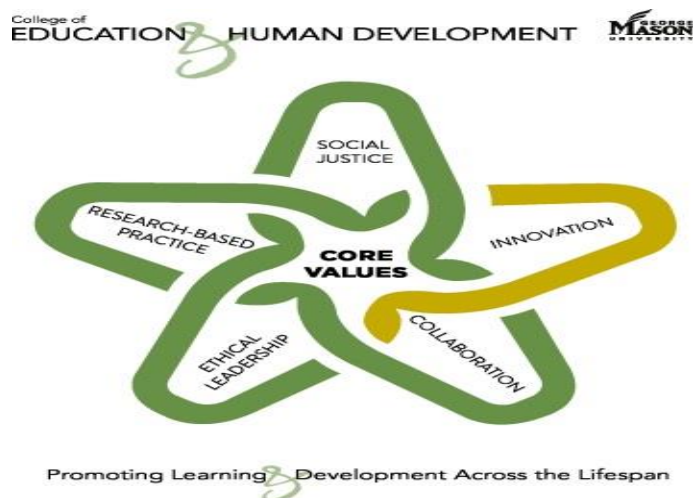 College of
EDUCATION & HUMAN DEVELOPMENT
GEORGE
MASON
UNIVERSITY
SOCIAL
JUSTICE
RESEARCH-BASED
PRACTICE
INNOVATION
CORE
VALUES
ETHICAL
LEADERSHIP
COLLABORATION
Promoting Learning & Development Across the Lifespan